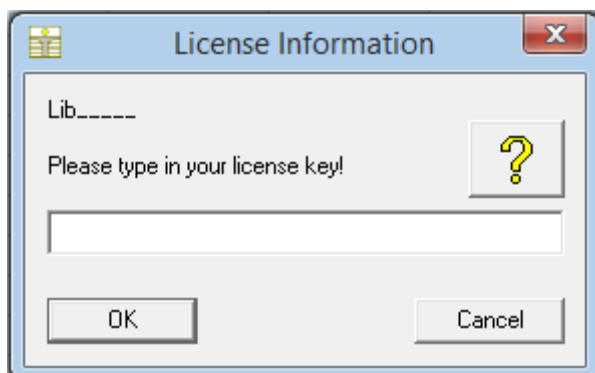 License Information
Lib_____
Please type in your license key!
?
OK
Cancel